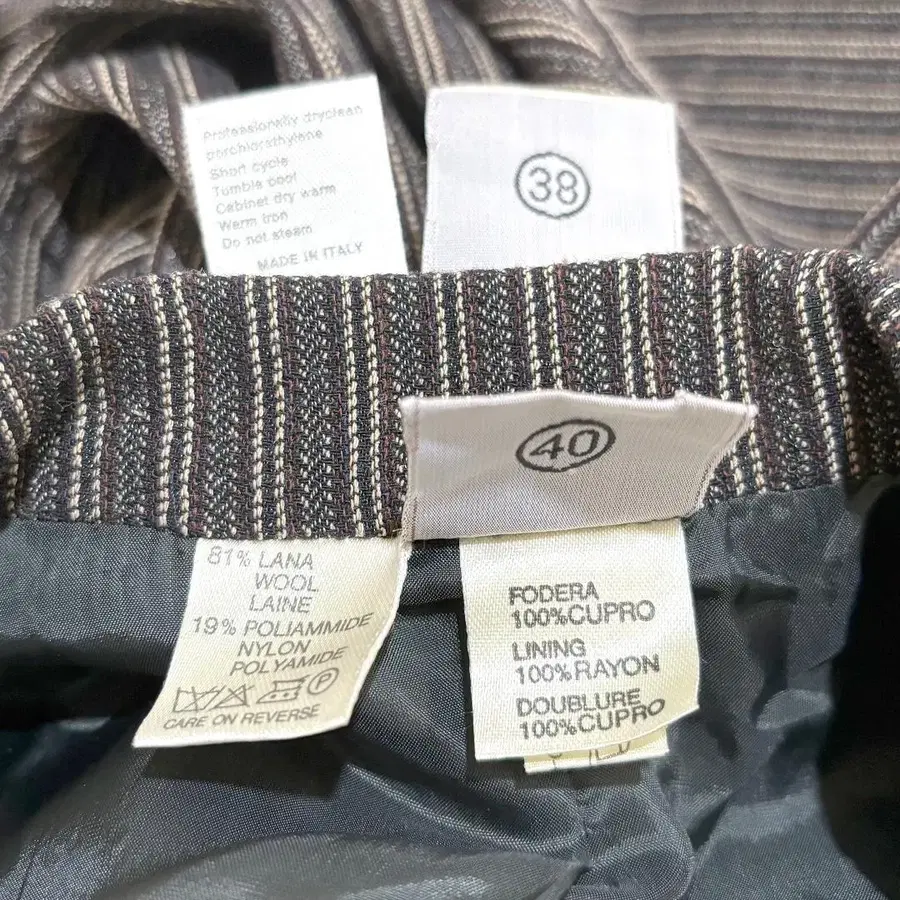 Professionally dryclean
perchlorathylene
Short cycle
Tumble cool
Cabinet dry warm
Warm iron
Do not steam
MADE IN ITALY
38
40
81% LANA
WOOL
LAINE
19% POLIAMMIDE
NYLON
POLYAMIDE
P
CARE ON REVERSE
FODERA
100%CUPRO
LINING
100%RAYON
DOUBLURE
100%CUPRO